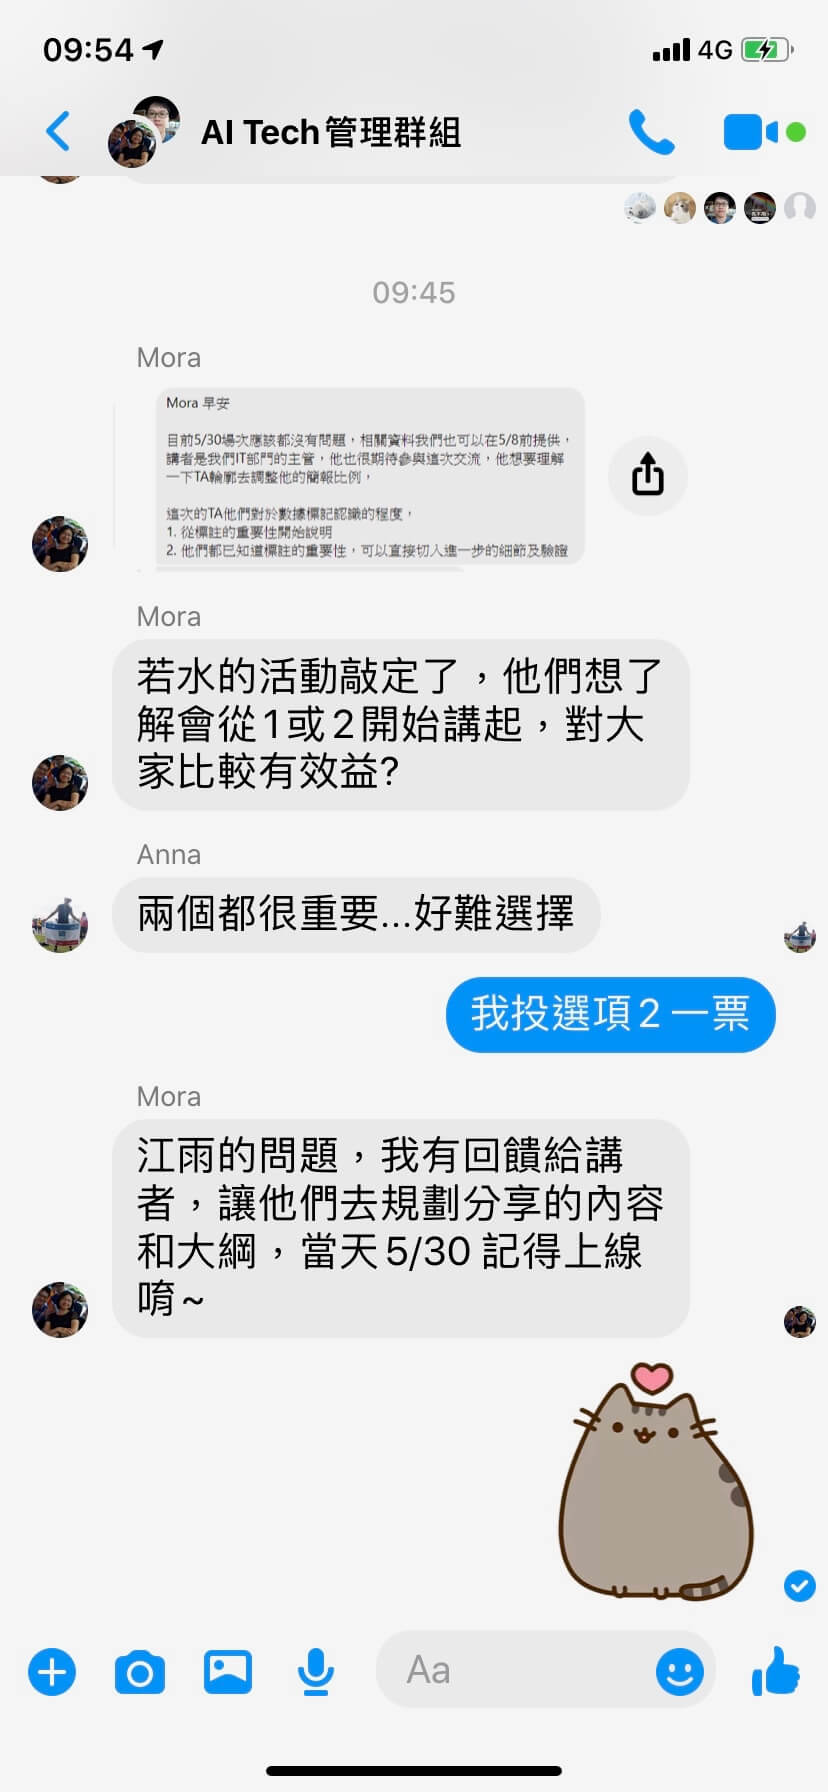 09:54
4G
AI Tech管理群組
09:45
Mora
Mora 早安
目前5/30場次應該都沒有問題，相關資料我們也可以在5/8前提供，
講者是我們IT部門的主管，他也很期待參與這次交流，他想要理解
一下TA輪廓去調整他的簡報比例，
這次的TA他們對於數據標記認識的程度，
1. 從標註的重要性開始說明
2. 他們都已知道標註的重要性，可以直接切入進一步的細節及驗證
Mora
若水的活動敲定了，他們想了
解會從1或2開始講起，對大
家比較有效益?
Anna
兩個都很重要...好難選擇
我投選項2 一票
Mora
江雨的問題，我有回饋給講
者，讓他們去規劃分享的內容
和大綱，當天5/30 記得上線
唷~
Aa